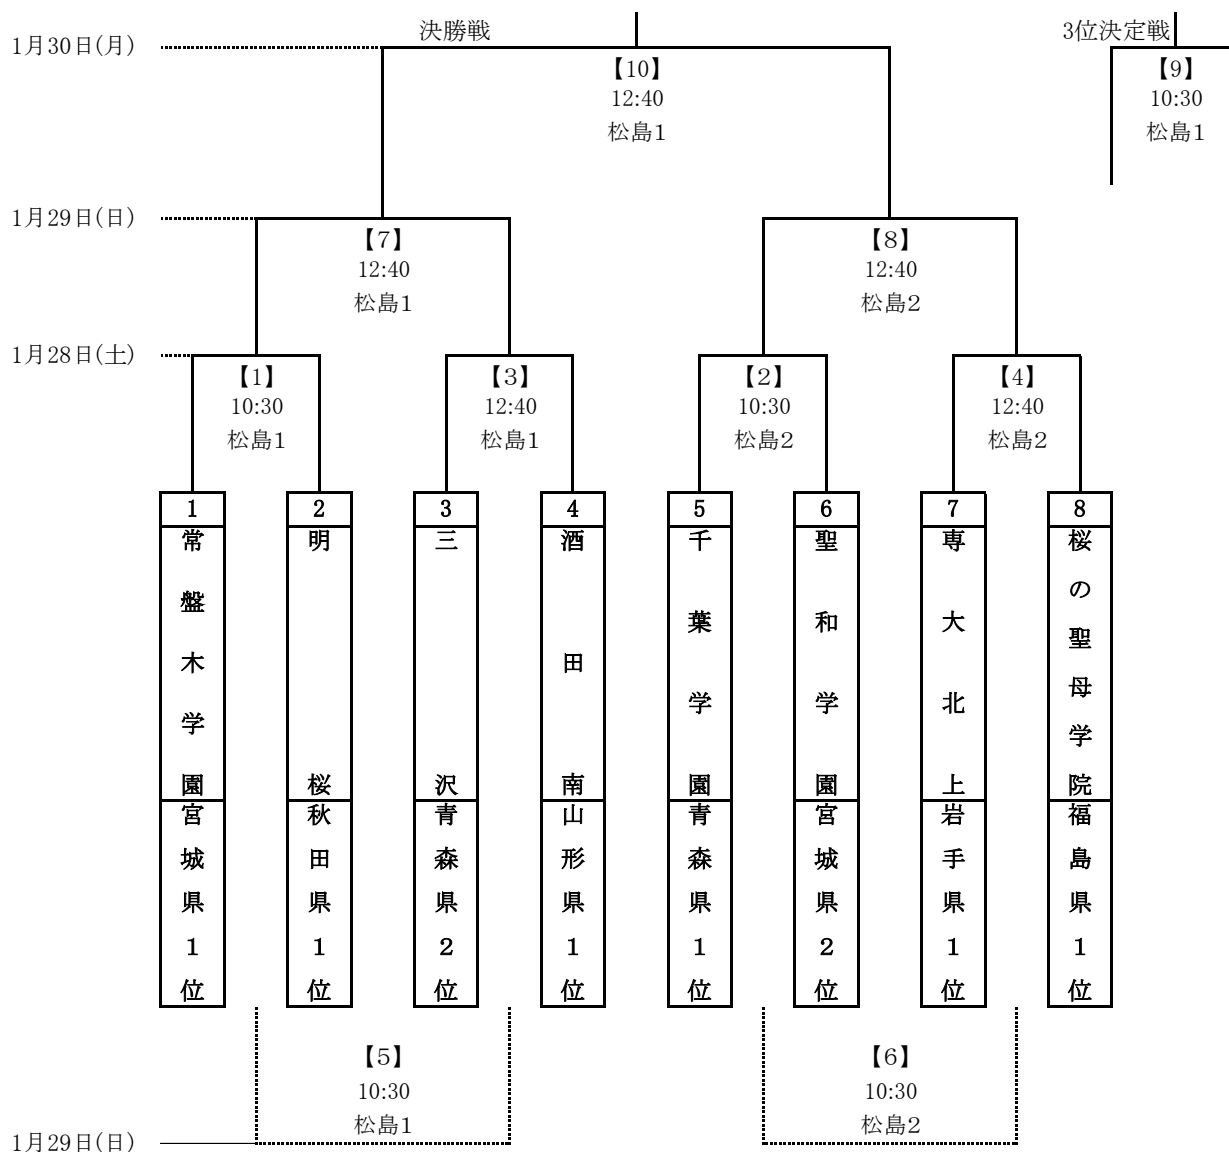 決勝戦
3位決定戦
1月30日(月)
【10】
12:40
松島1
【9】
10:30
松島1
1月29日(日)
【7】
12:40
松島1
【8】
12:40
松島2
1月28日(土)
【1】
10:30
松島1
【3】
12:40
松島1
【2】
10:30
松島2
【4】
12:40
松島2
1
常盤木学園
宮城県1位
2
明桜
秋田県1位
3
三沢
青森県2位
4
酒田南
山形県1位
5
千葉学園
青森県1位
6
聖和学園
宮城県2位
7
専大北上
岩手県1位
8
桜の聖母学院
福島県1位
【5】
10:30
松島1
【6】
10:30
松島2
1月29日(日)